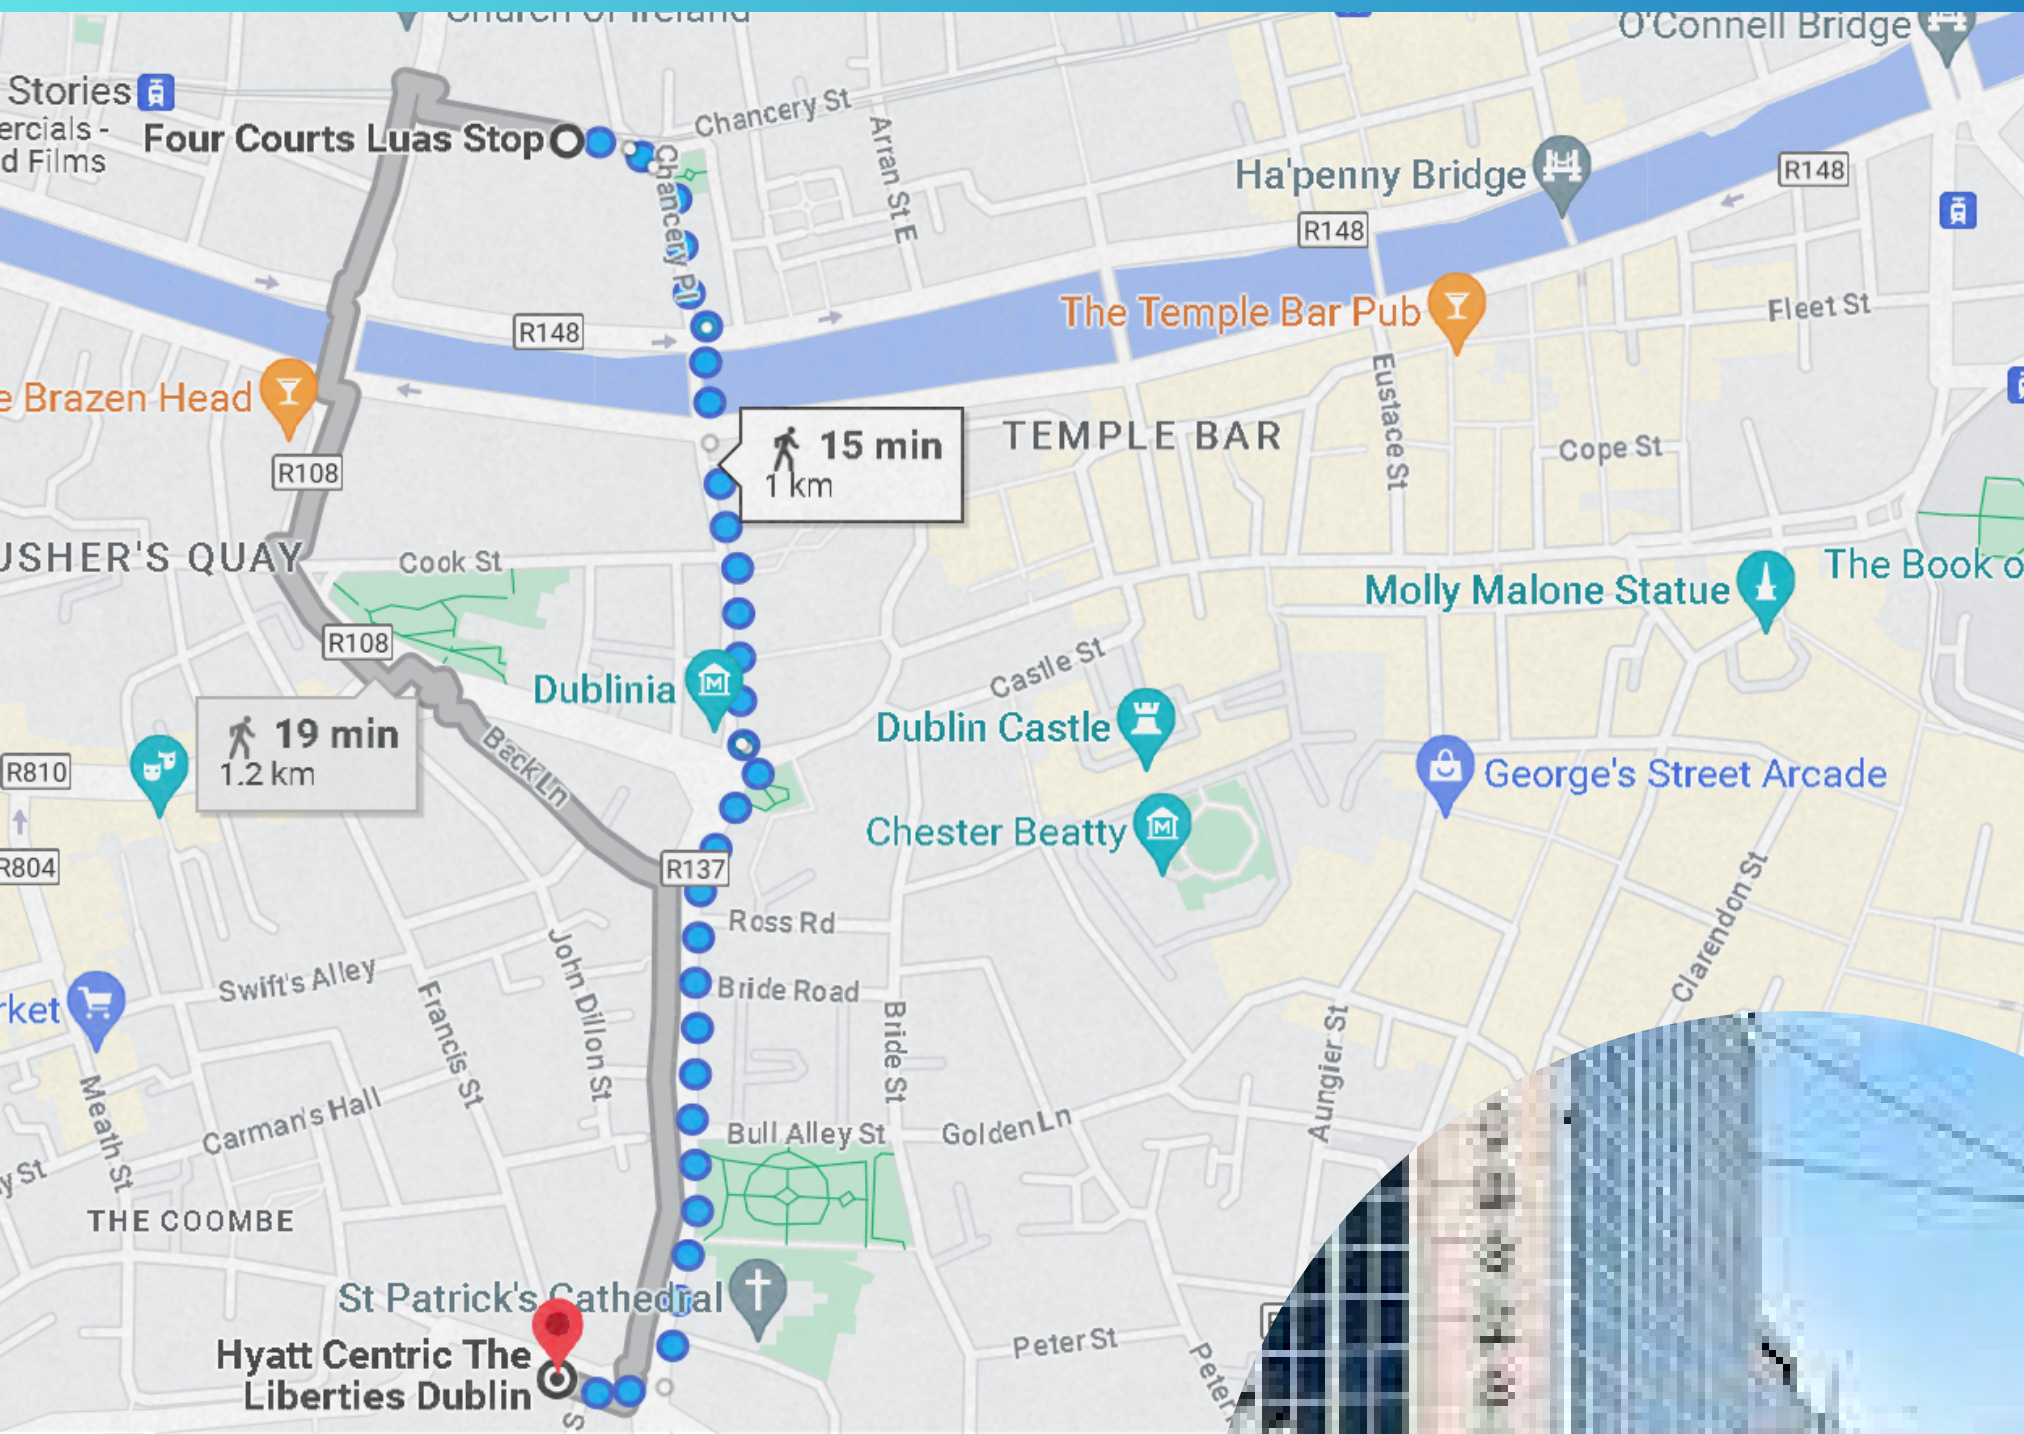 Church of Ireland
O'Connell Bridge
Stories
ercials -
d Films
Four Courts Luas Stop
Chancery St
Chancery Pl
Arran St E
Ha'penny Bridge
R148
R148
R148
The Temple Bar Pub
Fleet St
e Brazen Head
R108
15 min
1 km
TEMPLE BAR
Eustace St
Cope St
USHER'S QUAY
Cook St
Molly Malone Statue
The Book o
R108
Dublinia
Castle St
Dublin Castle
19 min
1.2 km
Back Ln
R810
George's Street Arcade
Chester Beatty
R804
R137
Ross Rd
Clarendon St
Swift's Alley
John Dillon St
Bride Road
Francis St
rket
Bride St
Aungier St
Meath St
Carman's Hall
Bull Alley St
Golden Ln
y St
THE COOMBE
St Patrick's Cathedral
Hyatt Centric The
Liberties Dublin
Peter St
Peter
S